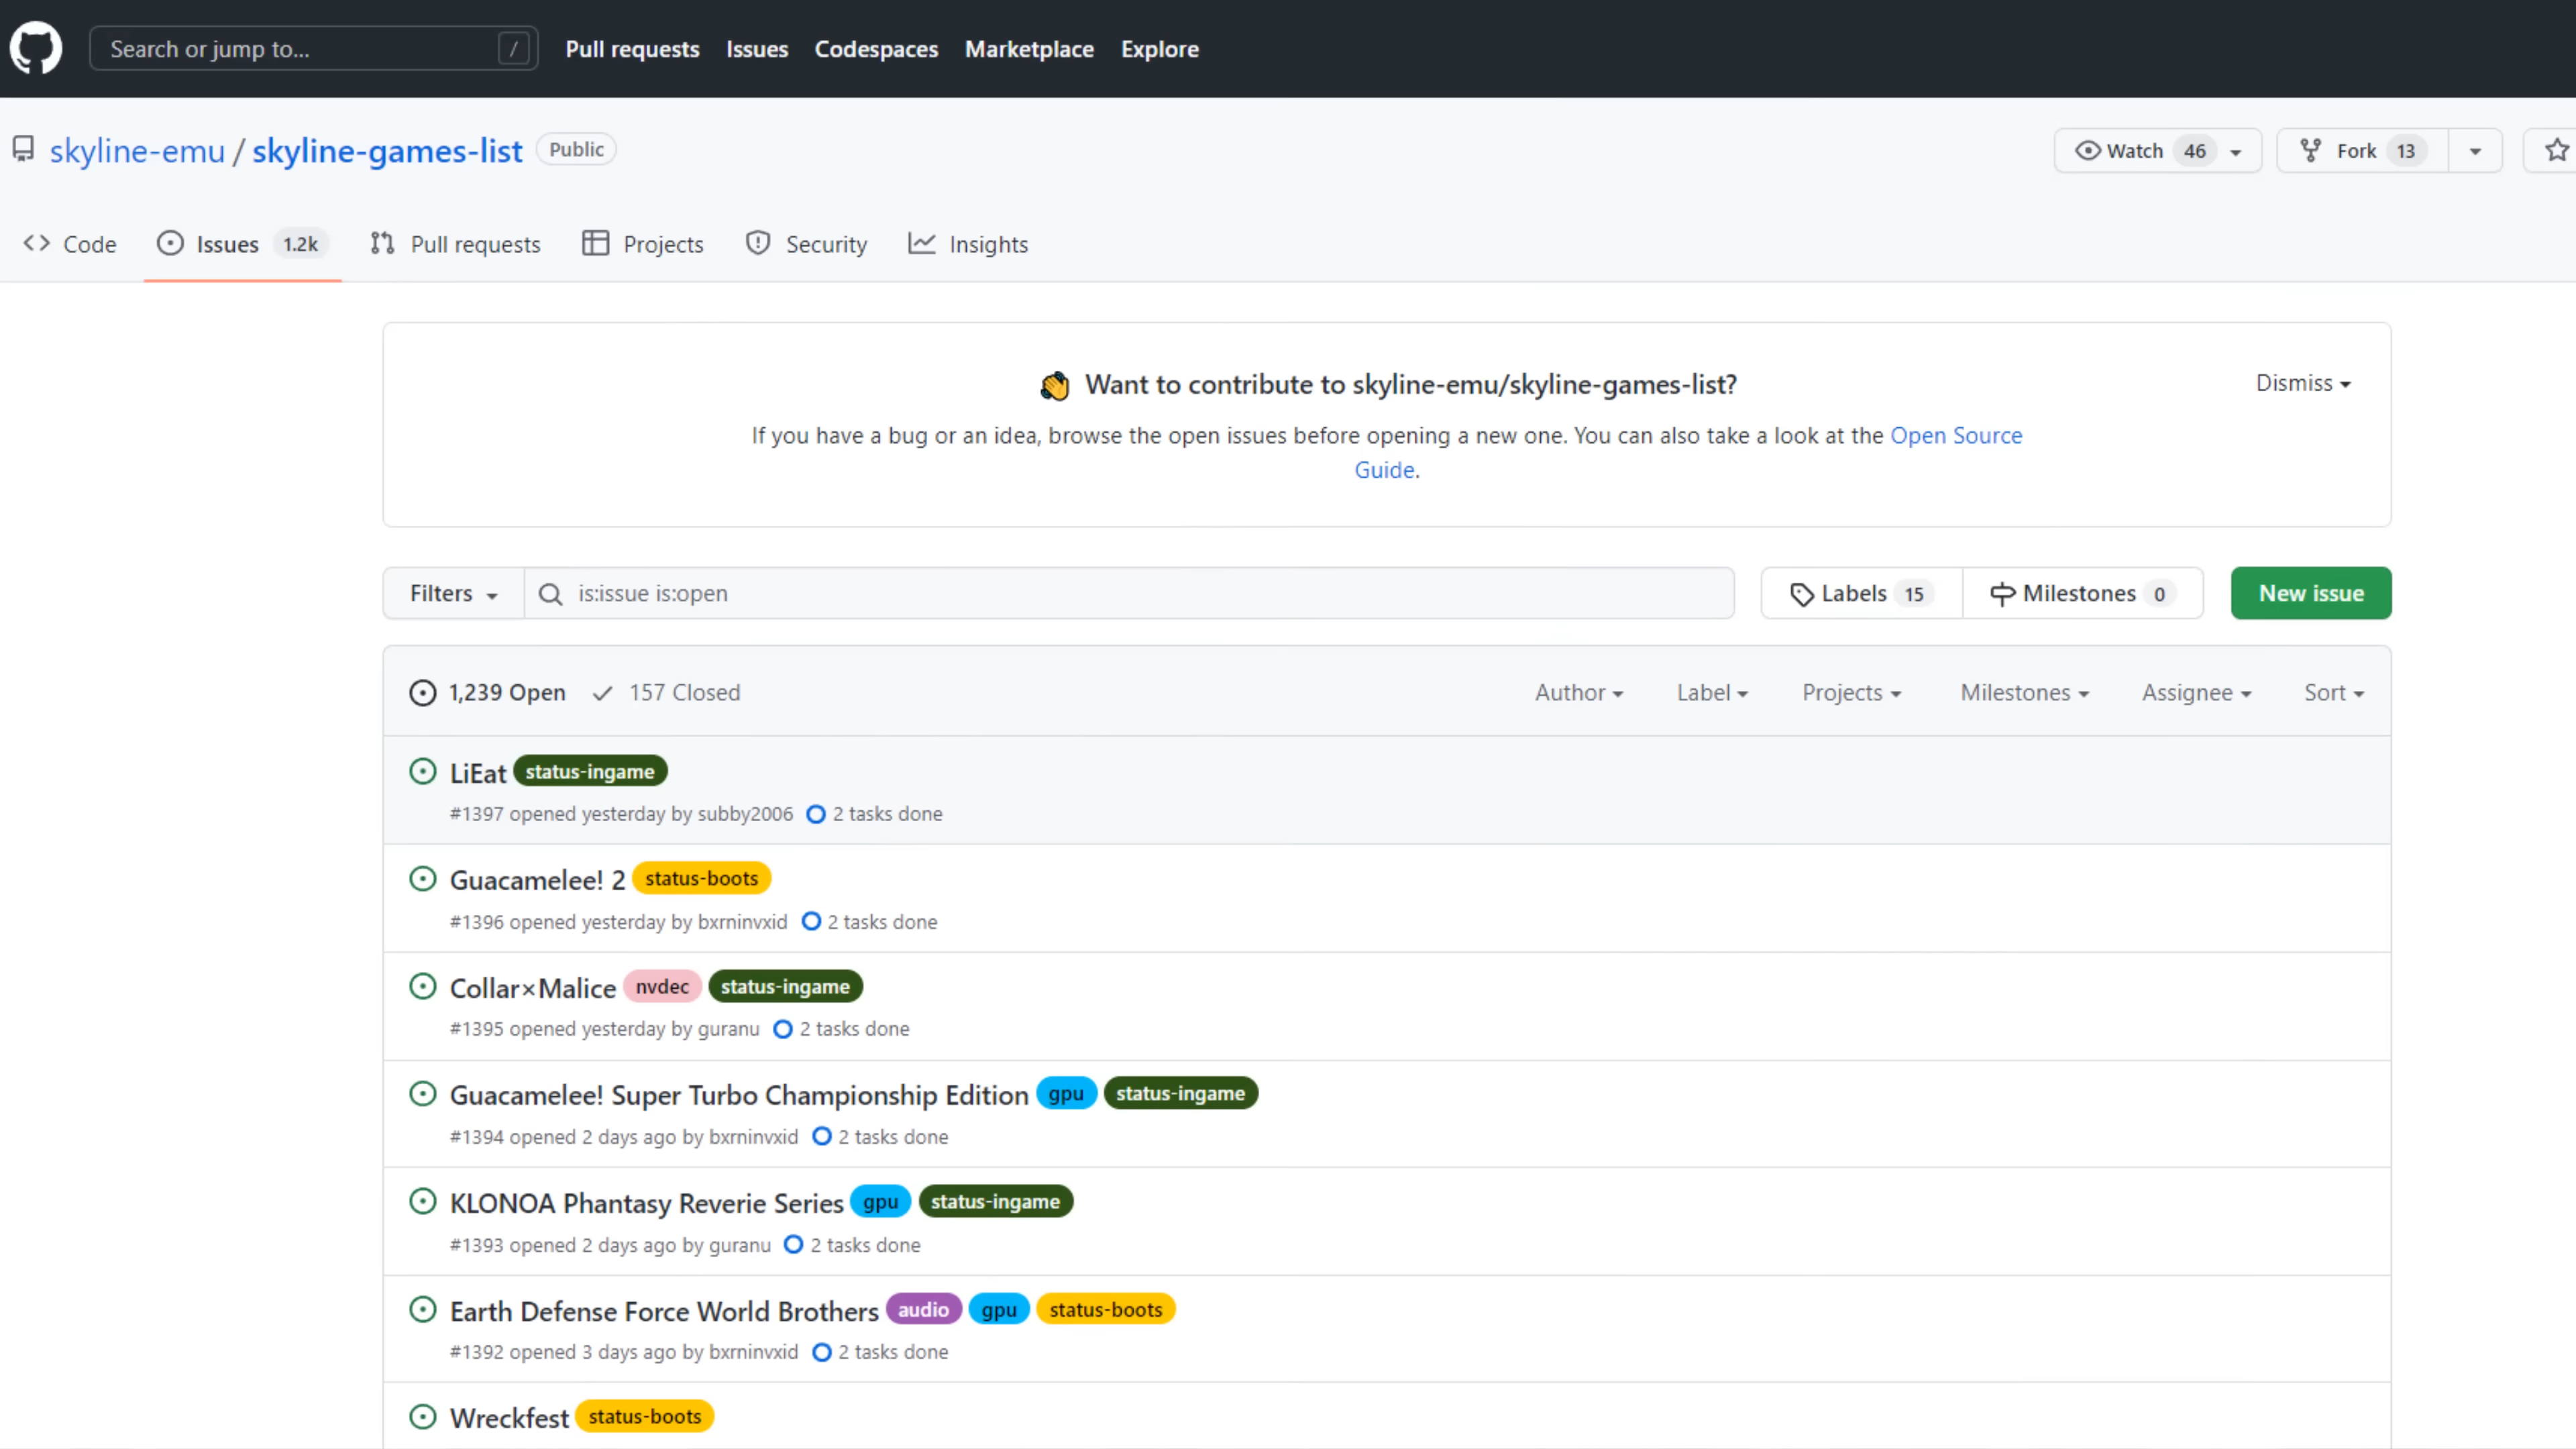 Search or jump to... / Pull requests Issues Codespaces Marketplace Explore
skyline-emu / skyline-games-list Public Watch 46 Fork 13
Code Issues 1.2k Pull requests Projects Security Insights
Want to contribute to skyline-emu/skyline-games-list? Dismiss
If you have a bug or an idea, browse the open issues before opening a new one. You can also take a look at the Open Source
Guide.
Filters is:issue is:open Labels 15 Milestones 0 New issue
1,239 Open 157 Closed Author Label Projects Milestones Assignee Sort
LiEat status-ingame
#1397 opened yesterday by subby2006 2 tasks done
Guacamelee! 2 status-boots
#1396 opened yesterday by bxrninvxid 2 tasks done
Collar×Malice nvdec status-ingame
#1395 opened yesterday by guranu 2 tasks done
Guacamelee! Super Turbo Championship Edition gpu status-ingame
#1394 opened 2 days ago by bxrninvxid 2 tasks done
KLONOA Phantasy Reverie Series gpu status-ingame
#1393 opened 2 days ago by guranu 2 tasks done
Earth Defense Force World Brothers audio gpu status-boots
#1392 opened 3 days ago by bxrninvxid 2 tasks done
Wreckfest status-boots